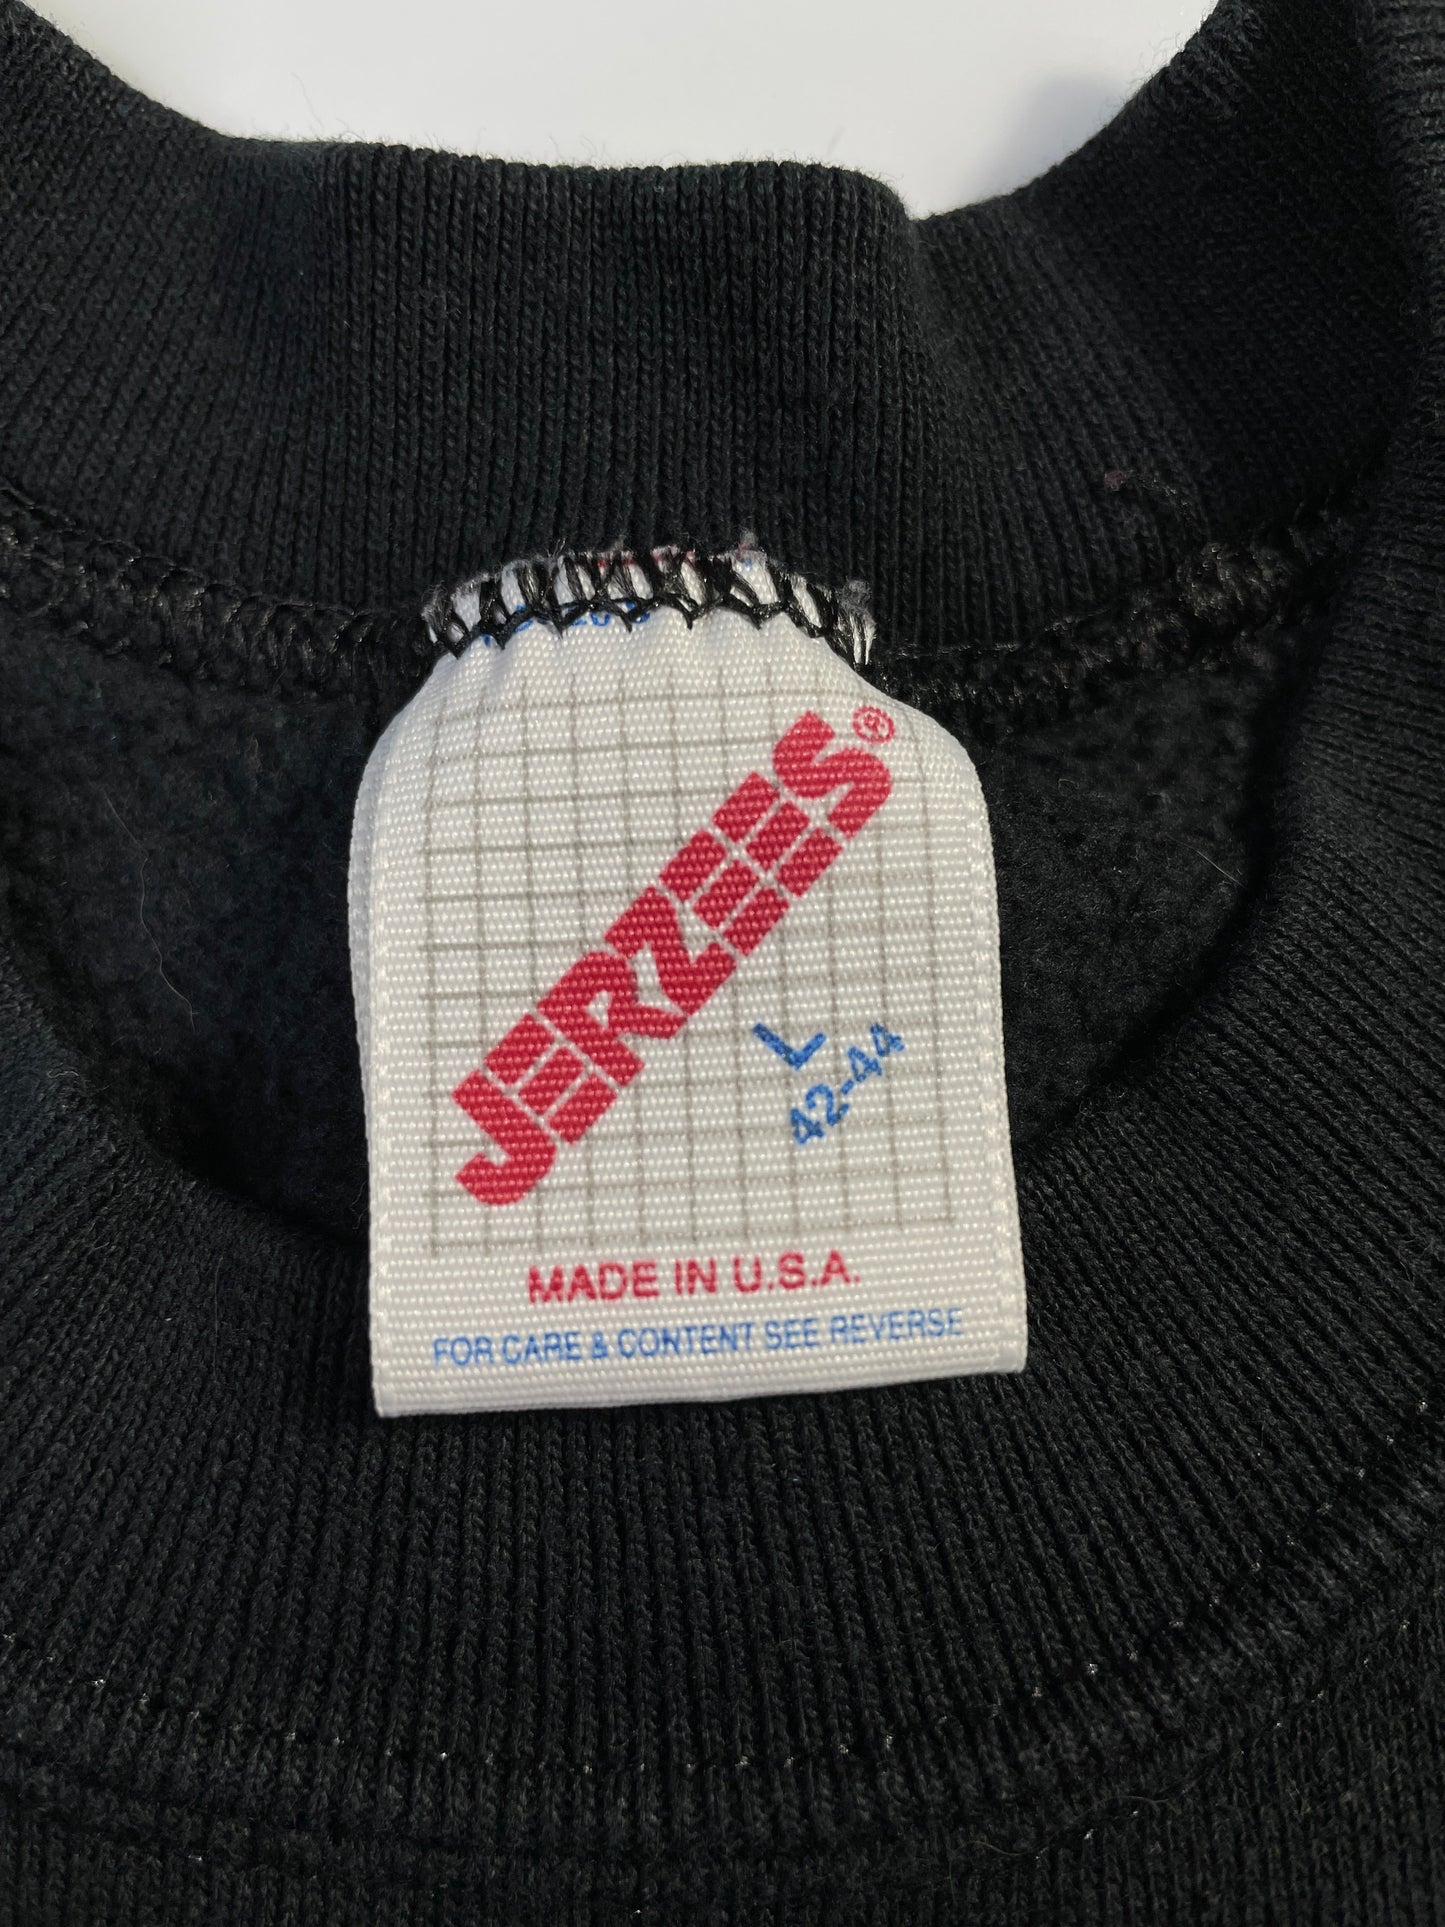 JERZEES®
L
42-44
MADE IN U.S.A.
FOR CARE & CONTENT SEE REVERSE